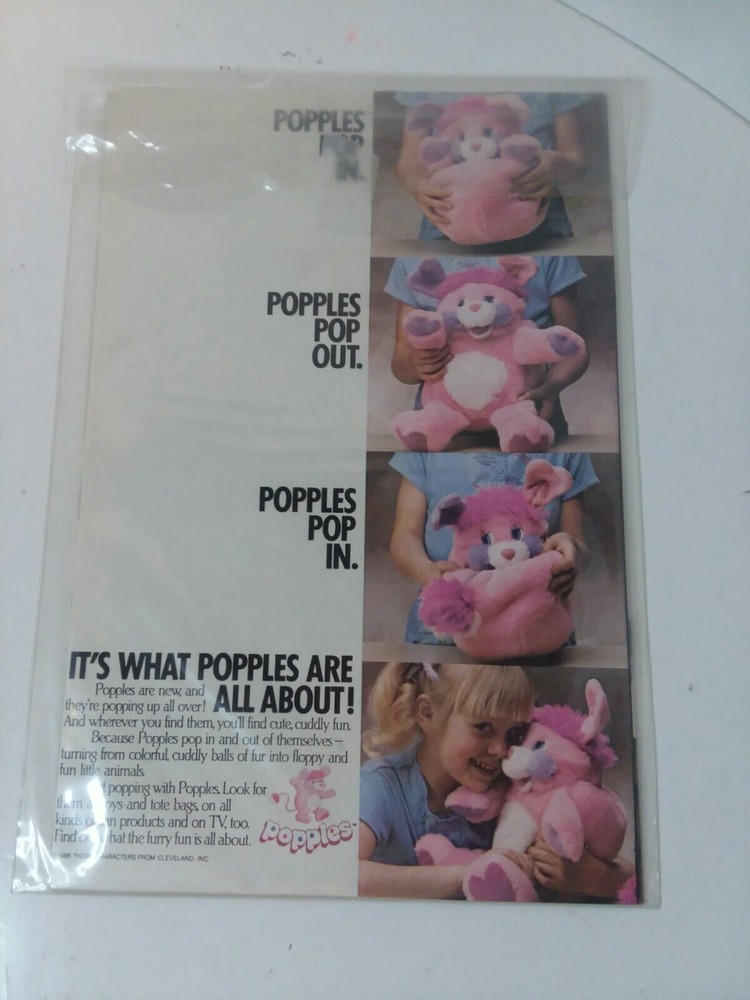 POPPLES
POP
IN.
POPPLES
POP
OUT.
POPPLES
POP
IN.
IT'S WHAT POPPLES ARE
ALL ABOUT!
Popples are new, and
they're popping up all over!
And wherever you find them, you'll find cute, cuddly fun.
Because Popples pop in and out of themselves—
turning from colorful, cuddly balls of fur into floppy and
fun little animals.
popping with Popples. Look for
toys and tote bags, on all
kinds products and on TV, too.
Find hat the furry fun is all about.
popples
THOSE CHARACTERS FROM CLEVELAND, INC.